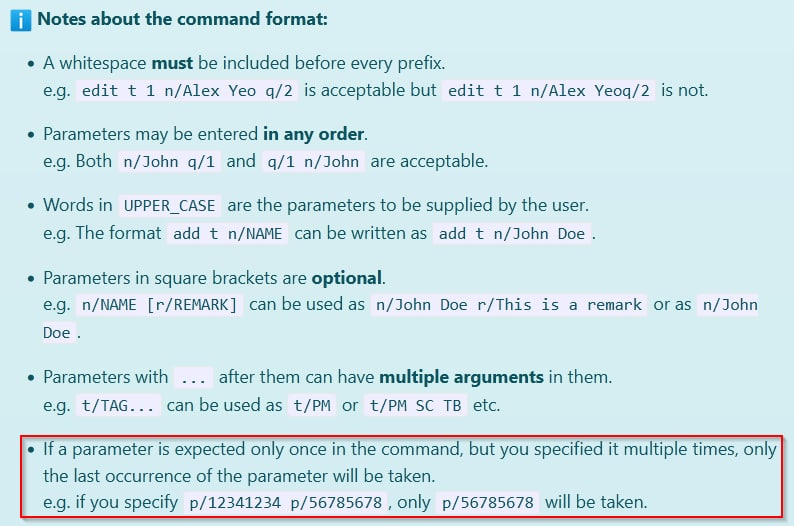 Notes about the command format:
• A whitespace must be included before every prefix.
e.g. edit t 1 n/Alex Yeo q/2 is acceptable but edit t 1 n/Alex Yeoq/2 is not.
• Parameters may be entered in any order.
e.g. Both n/John q/1 and q/1 n/John are acceptable.
• Words in UPPER_CASE are the parameters to be supplied by the user.
e.g. The format add t n/NAME can be written as add t n/John Doe.
• Parameters in square brackets are optional.
e.g. n/NAME [r/REMARK] can be used as n/John Doe r/This is a remark or as n/John
Doe.
• Parameters with ... after them can have multiple arguments in them.
e.g. t/TAG... can be used as t/PM or t/PM SC TB etc.
• If a parameter is expected only once in the command, but you specified it multiple times, only
the last occurrence of the parameter will be taken.
e.g. if you specify p/12341234 p/56785678, only p/56785678 will be taken.